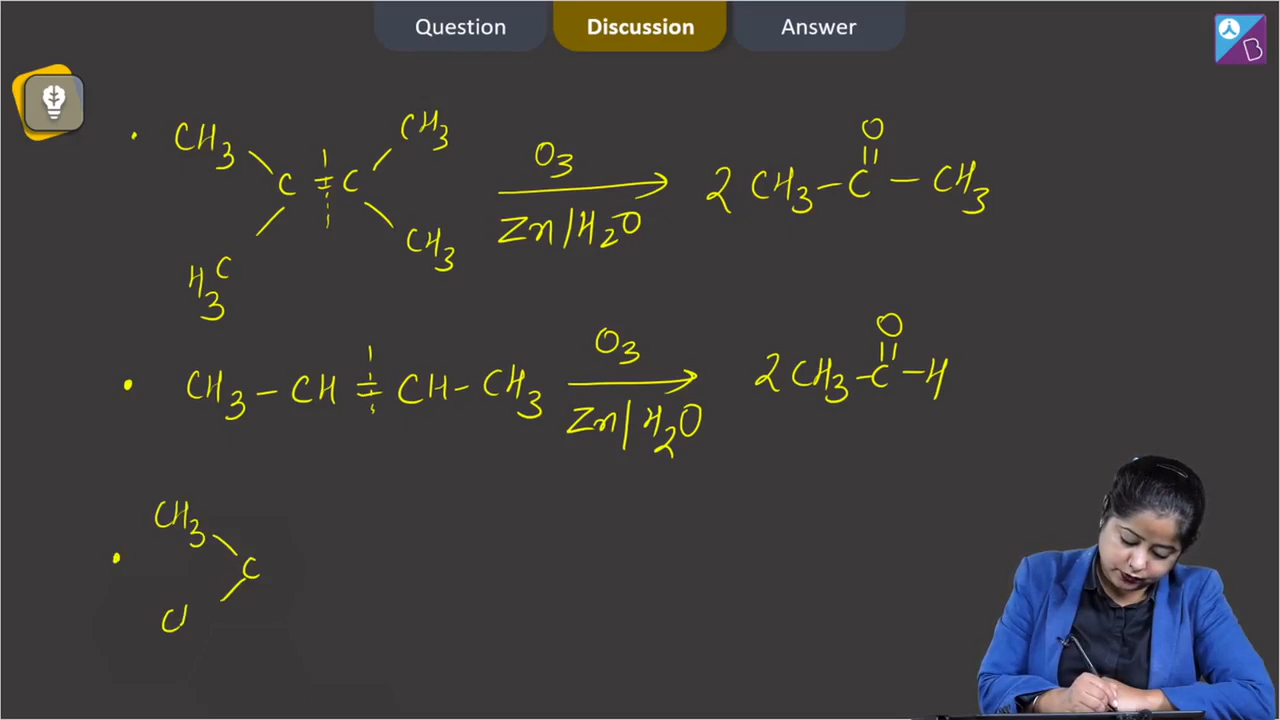 Question Discussion Answer
CH3 CH3
C = C
H3C CH3
O3
Zn/H2O
O
2 CH3 - C - CH3
CH3 - CH = CH - CH3
O3
Zn/H2O
O
2 CH3 - C - H
CH3
C